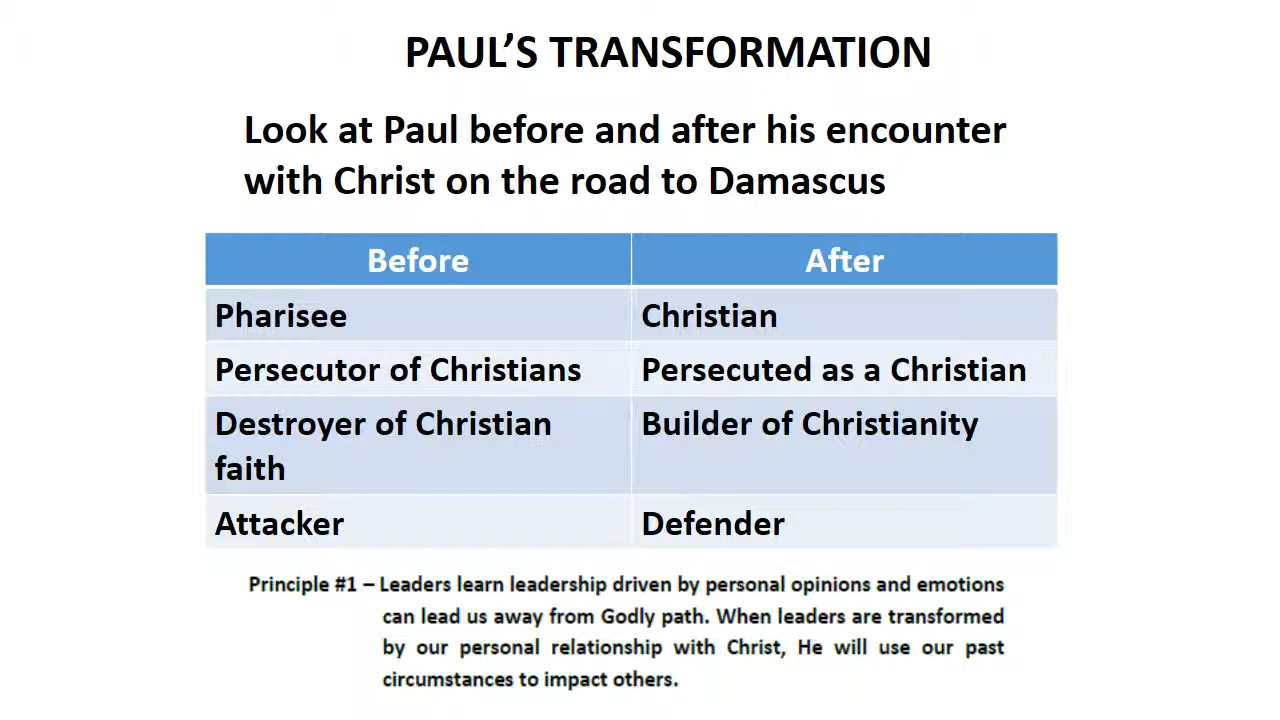 PAUL’S TRANSFORMATION
Look at Paul before and after his encounter
with Christ on the road to Damascus
Before After
Pharisee Christian
Persecutor of Christians Persecuted as a Christian
Destroyer of Christian Builder of Christianity
faith
Attacker Defender
Principle #1 – Leaders learn leadership driven by personal opinions and emotions
can lead us away from Godly path. When leaders are transformed
by our personal relationship with Christ, He will use our past
circumstances to impact others.